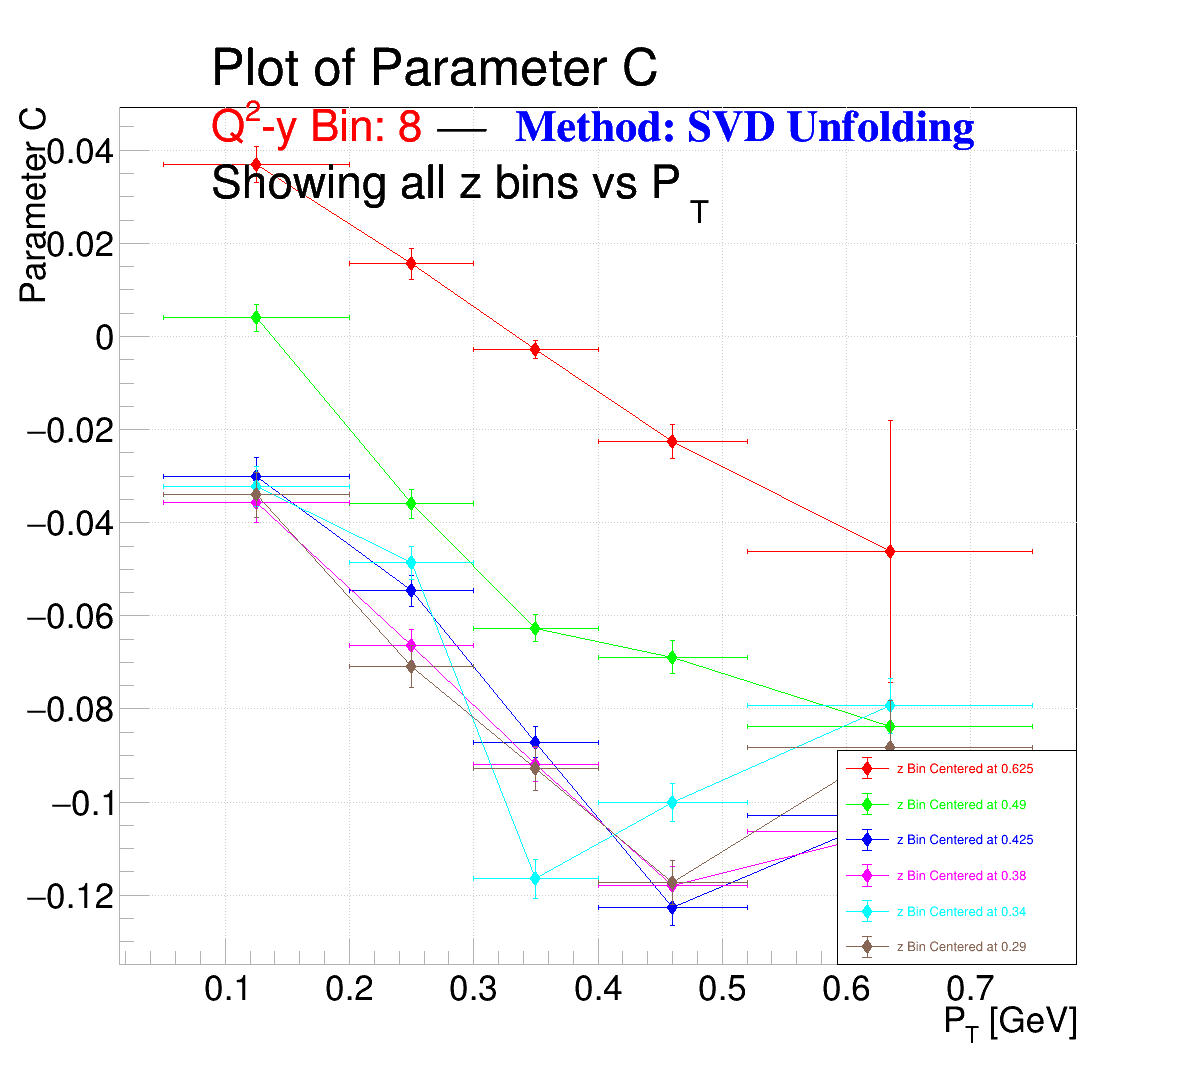 Plot of Parameter C
Q2-y Bin: 8 — Method: SVD Unfolding
Showing all z bins vs PT
Parameter C
0.04
0.02
0
−0.02
−0.04
−0.06
−0.08
−0.1
−0.12
z Bin Centered at 0.625
z Bin Centered at 0.49
z Bin Centered at 0.425
z Bin Centered at 0.38
z Bin Centered at 0.34
z Bin Centered at 0.29
0.1 0.2 0.3 0.4 0.5 0.6 0.7
PT [GeV]